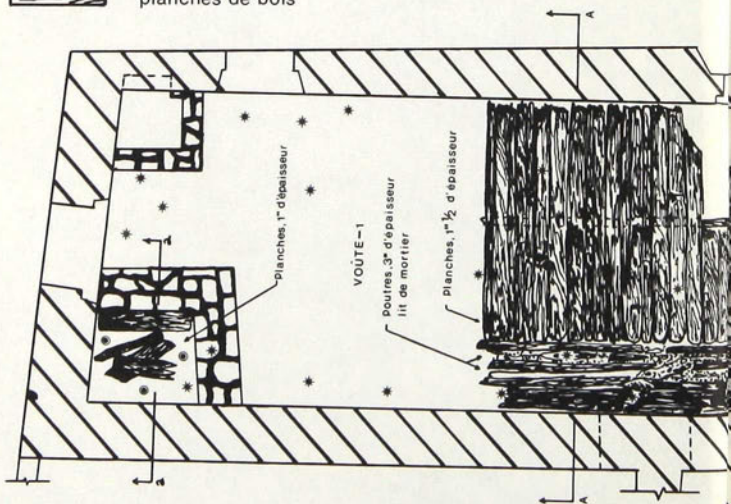 planches de bois
A
Planches, 1" d'épaisseur
VOÛTE-1
Poutres, 3" d'épaisseur
lit de mortier
Planches, 1" ½ d'épaisseur
a
a
A